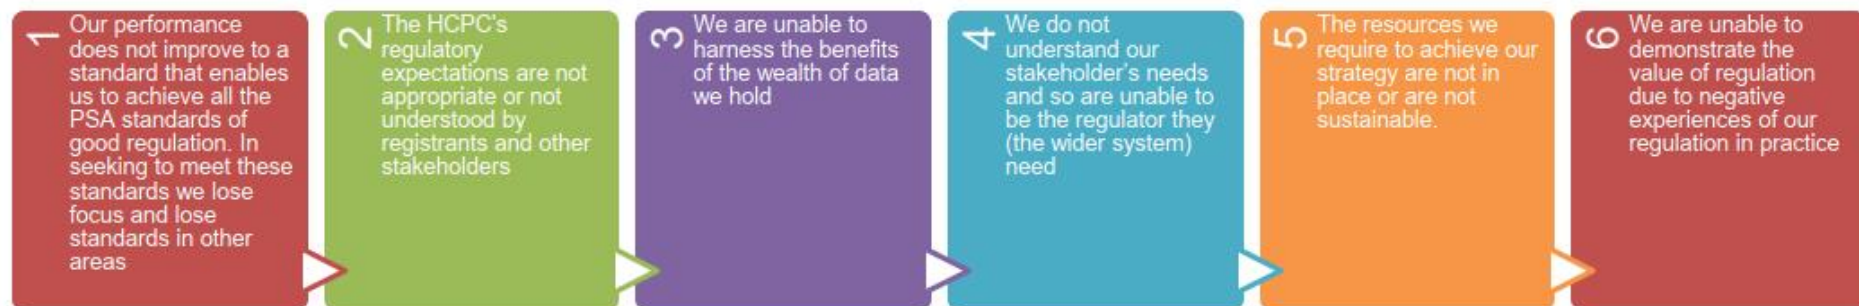 1
Our performance
does not improve to a
standard that enables
us to achieve all the
PSA standards of
good regulation. In
seeking to meet these
standards we lose
focus and lose
standards in other
areas
2
The HCPC's
regulatory
expectations are not
appropriate or not
understood by
registrants and other
stakeholders
3
We are unable to
harness the benefits
of the wealth of data
we hold
4
We do not
understand our
stakeholder's needs
and so are unable to
be the regulator they
(the wider system)
need
5
The resources we
require to achieve our
strategy are not in
place or are not
sustainable.
6
We are unable to
demonstrate the
value of regulation
due to negative
experiences of our
regulation in practice